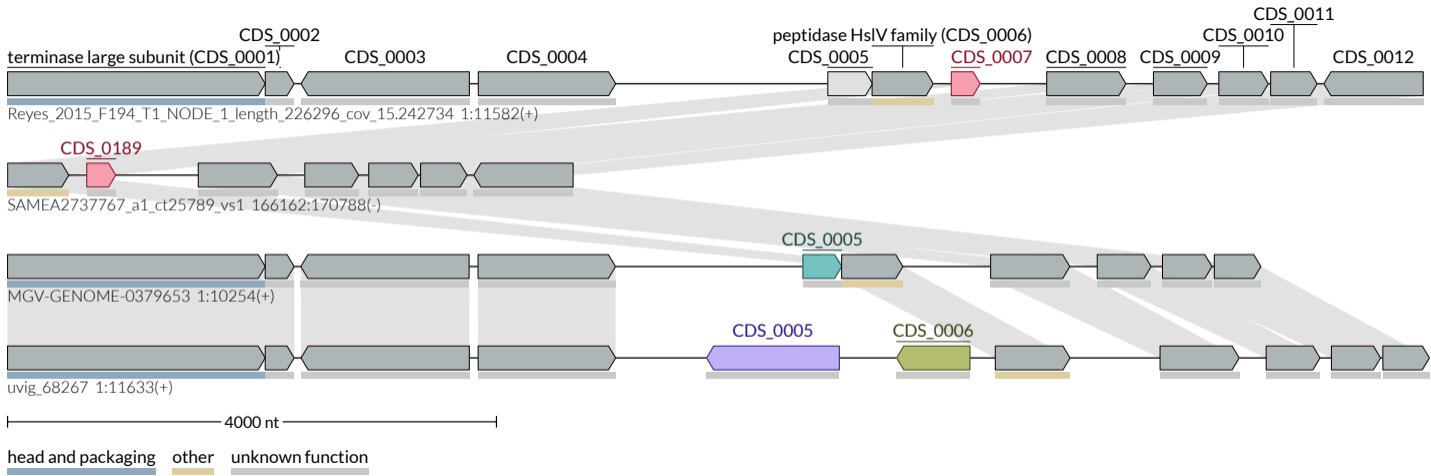 CDS_0011
CDS_0002 peptidase HslV family (CDS_0006) CDS_0010
terminase large subunit (CDS_0001) CDS_0003 CDS_0004 CDS_0005 CDS_0007 CDS_0008 CDS_0009 CDS_0012
Reyes_2015_F194_T1_NODE_1_length_226296_cov_15.242734 1:11582(+)
CDS_0189
SAMEA2737767_a1_ct25789_vs1 166162:170788(-)
CDS_0005
MGV-GENOME-0379653 1:10254(+)
CDS_0005 CDS_0006
uvig_68267 1:11633(+)
4000 nt
head and packaging other unknown function